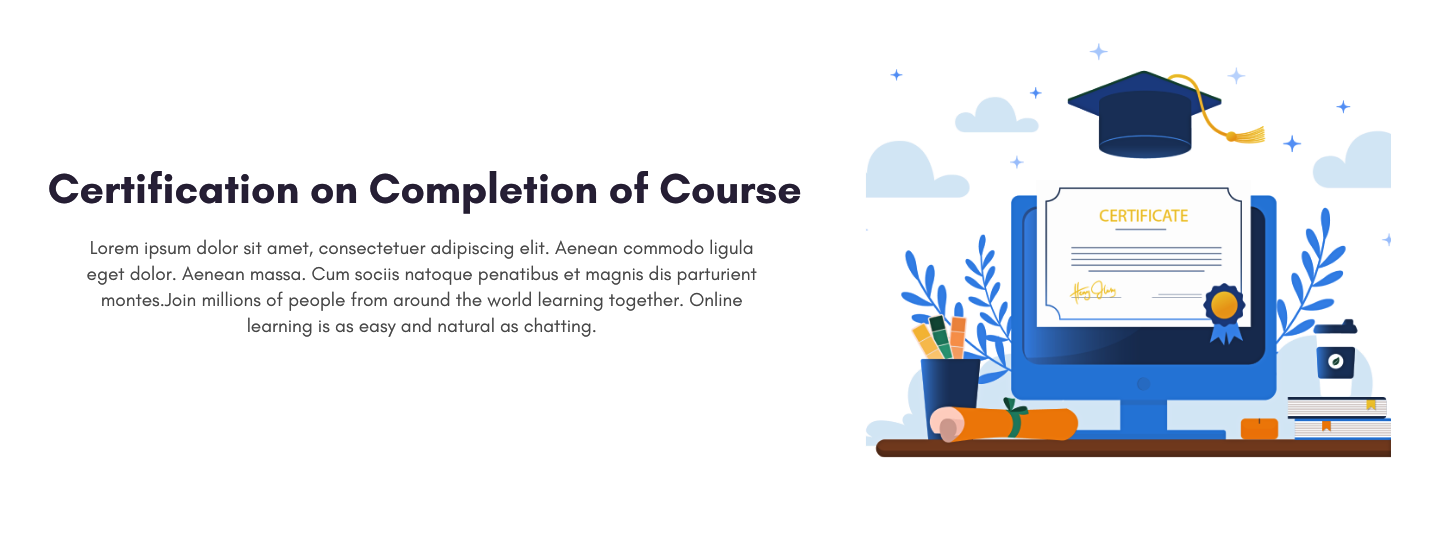 Certification on Completion of Course
Lorem ipsum dolor sit amet, consectetuer adipiscing elit. Aenean commodo ligula
eget dolor. Aenean massa. Cum sociis natoque penatibus et magnis dis parturient
montes.Join millions of people from around the world learning together. Online
learning is as easy and natural as chatting.
CERTIFICATE